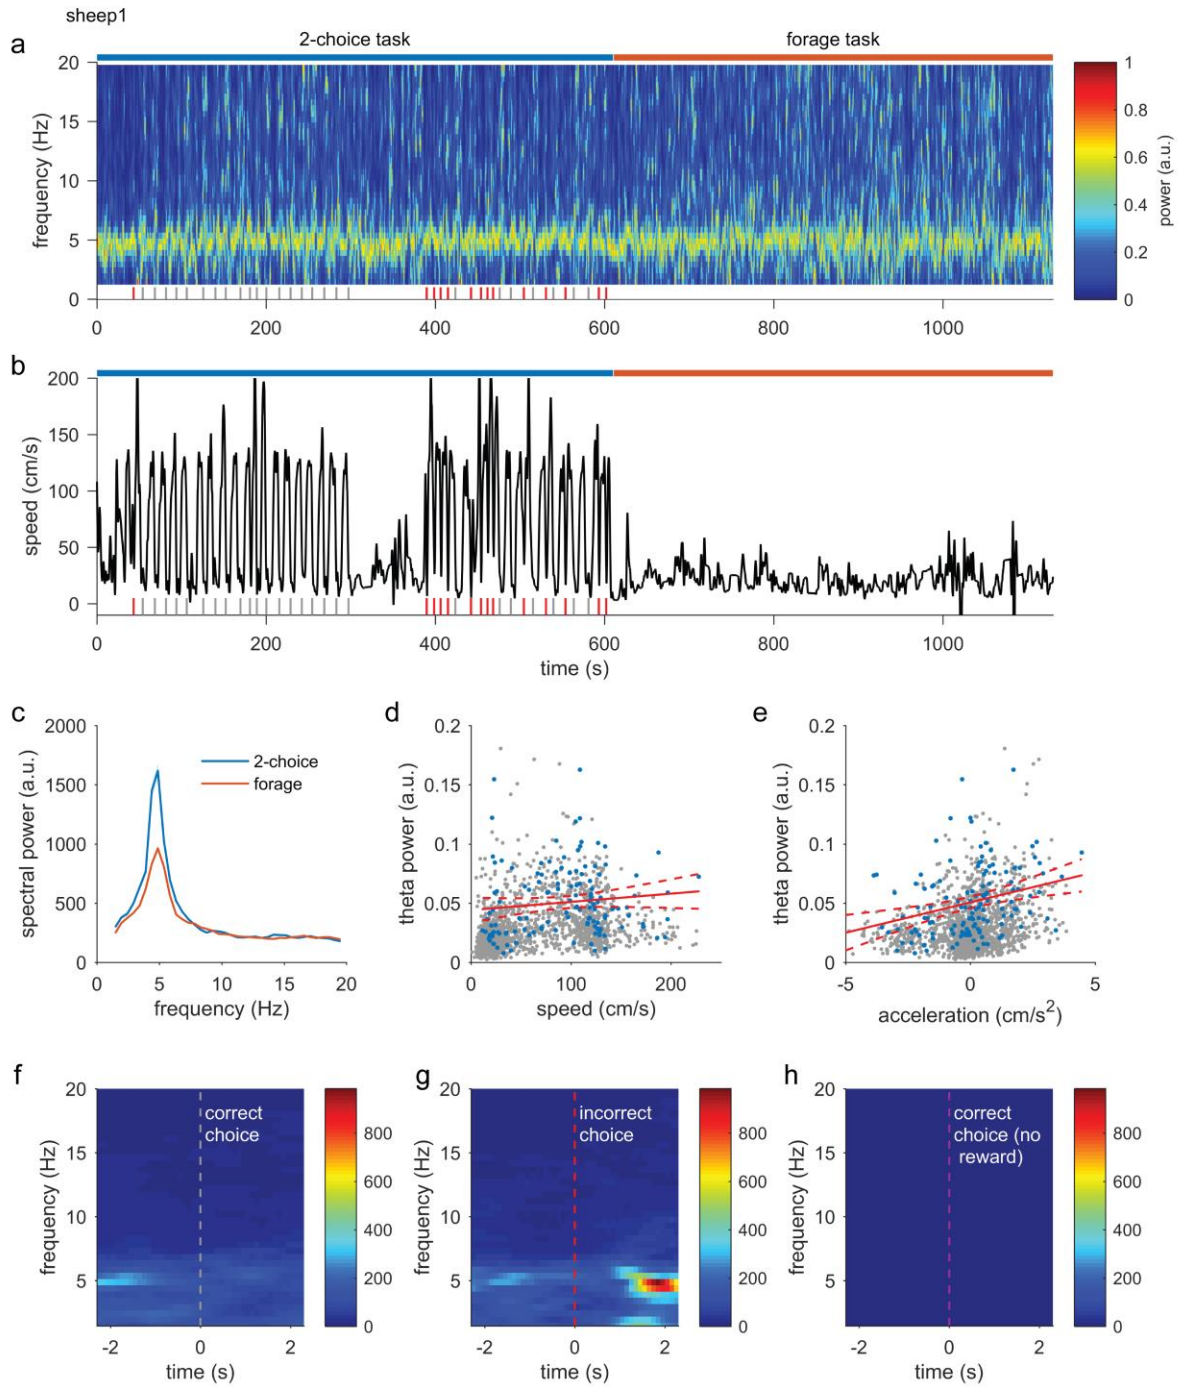 sheep1
a
2-choice task
forage task
20
15
10
5
0
frequency (Hz)
0 200 400 600 800 1000
1
0.8
0.6
0.4
0.2
0
power (a.u.)
b
200
150
100
50
0
speed (cm/s)
0 200 400 600 800 1000
time (s)
c
2000
1500
1000
500
0
spectral power (a.u.)
2-choice
forage
0 5 10 15 20
frequency (Hz)
d
0.2
0.15
0.1
0.05
0
theta power (a.u.)
0 100 200
speed (cm/s)
e
0.2
0.15
0.1
0.05
0
theta power (a.u.)
-5 0 5
acceleration (cm/s²)
f
20
15
10
5
frequency (Hz)
correct
choice
-2 0 2
time (s)
800
600
400
200
0
g
20
15
10
5
frequency (Hz)
incorrect
choice
-2 0 2
time (s)
800
600
400
200
0
h
20
15
10
5
frequency (Hz)
correct
choice (no
reward)
-2 0 2
time (s)
800
600
400
200
0